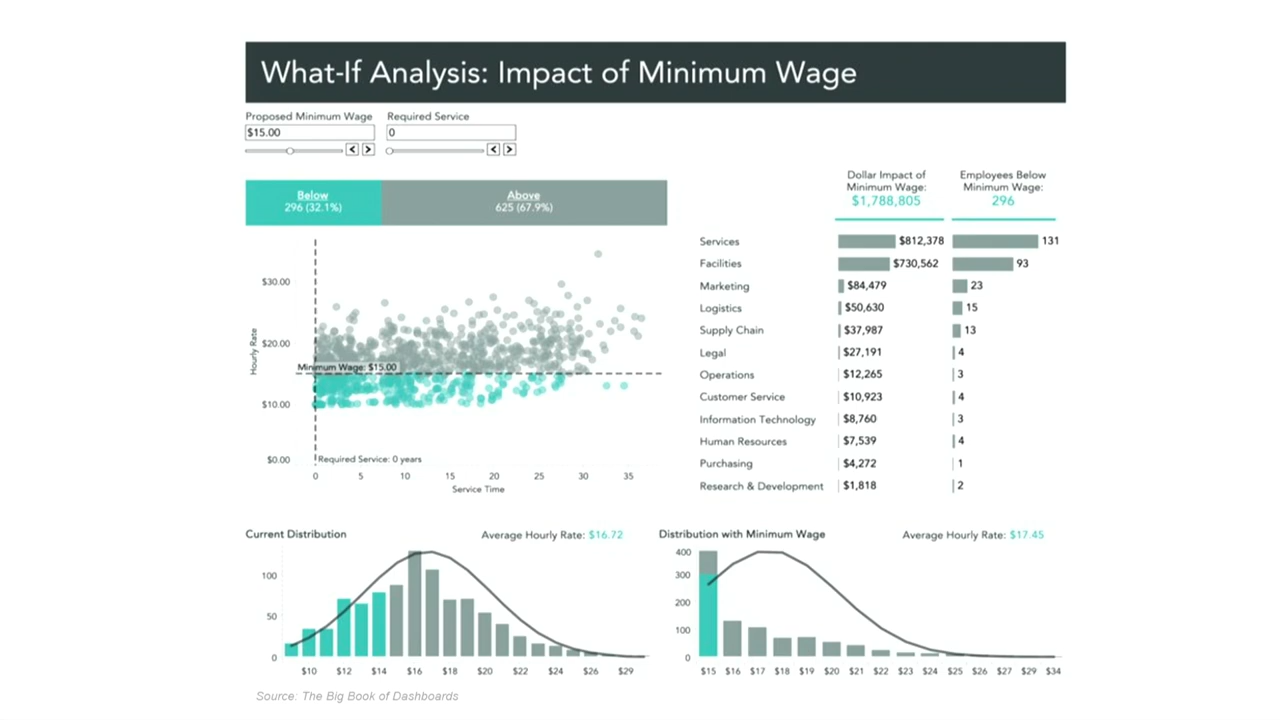 What-If Analysis: Impact of Minimum Wage
Proposed Minimum Wage
Required Service
$15.00
0
Below
296 (32.1%)
Above
625 (67.9%)
Dollar Impact of
Minimum Wage:
$1,788,805
Employees Below
Minimum Wage:
296
Services $812,378 131
Facilities $730,562 93
Marketing $84,479 23
Logistics $50,630 15
Supply Chain $37,987 13
Legal $27,191 4
Operations $12,265 3
Customer Service $10,923 4
Information Technology $8,760 3
Human Resources $7,539 4
Purchasing $4,272 1
Research & Development $1,818 2
Hourly Rate
$30.00
$20.00
Minimum Wage: $15.00
$10.00
$0.00
Required Service: 0 years
0 5 10 15 20 25 30 35
Service Time
Current Distribution
Average Hourly Rate: $16.72
100
50
0
$10 $12 $14 $16 $18 $20 $22 $24 $26 $29
Distribution with Minimum Wage
Average Hourly Rate: $17.45
400
300
200
100
0
$15 $16 $17 $18 $19 $20 $21 $22 $23 $24 $25 $26 $27 $29 $34
Source: The Big Book of Dashboards